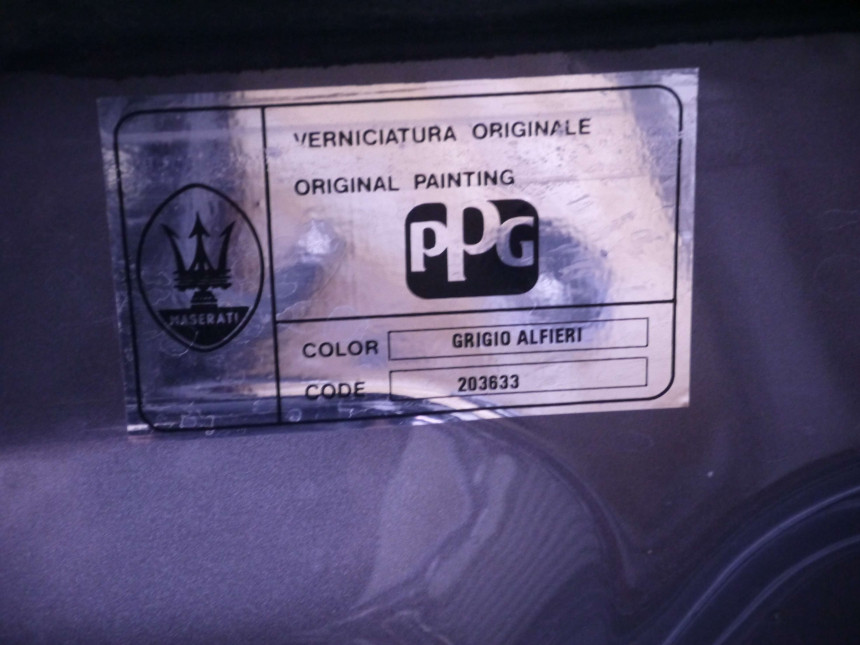 VERNICIATURA ORIGINALE
ORIGINAL PAINTING
PPG
MASERATI
COLOR GRIGIO ALFIERI
CODE 203633